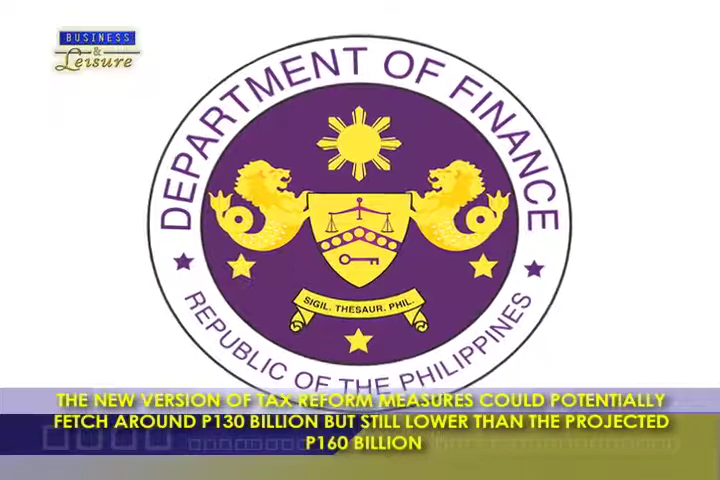 BUSINESS
&
Leisure
DEPARTMENT OF FINANCE
SIGIL. THESAUR. PHIL.
REPUBLIC OF THE PHILIPPINES
THE NEW VERSION OF TAX REFORM MEASURES COULD POTENTIALLY
FETCH AROUND P130 BILLION BUT STILL LOWER THAN THE PROJECTED
P160 BILLION